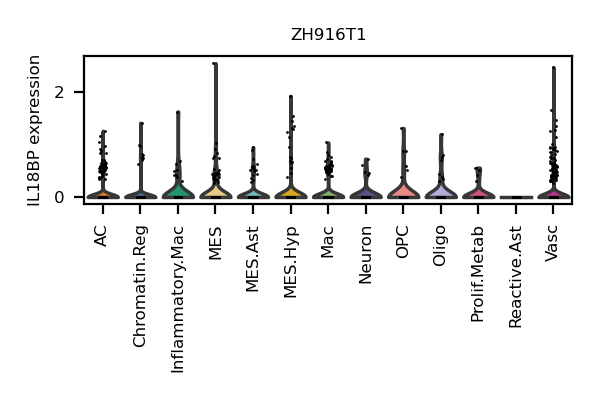 ZH916T1
IL18BP expression
2
0
AC
Chromatin.Reg
Inflammatory.Mac
MES
MES.Ast
MES.Hyp
Mac
Neuron
OPC
Oligo
Prolif.Metab
Reactive.Ast
Vasc